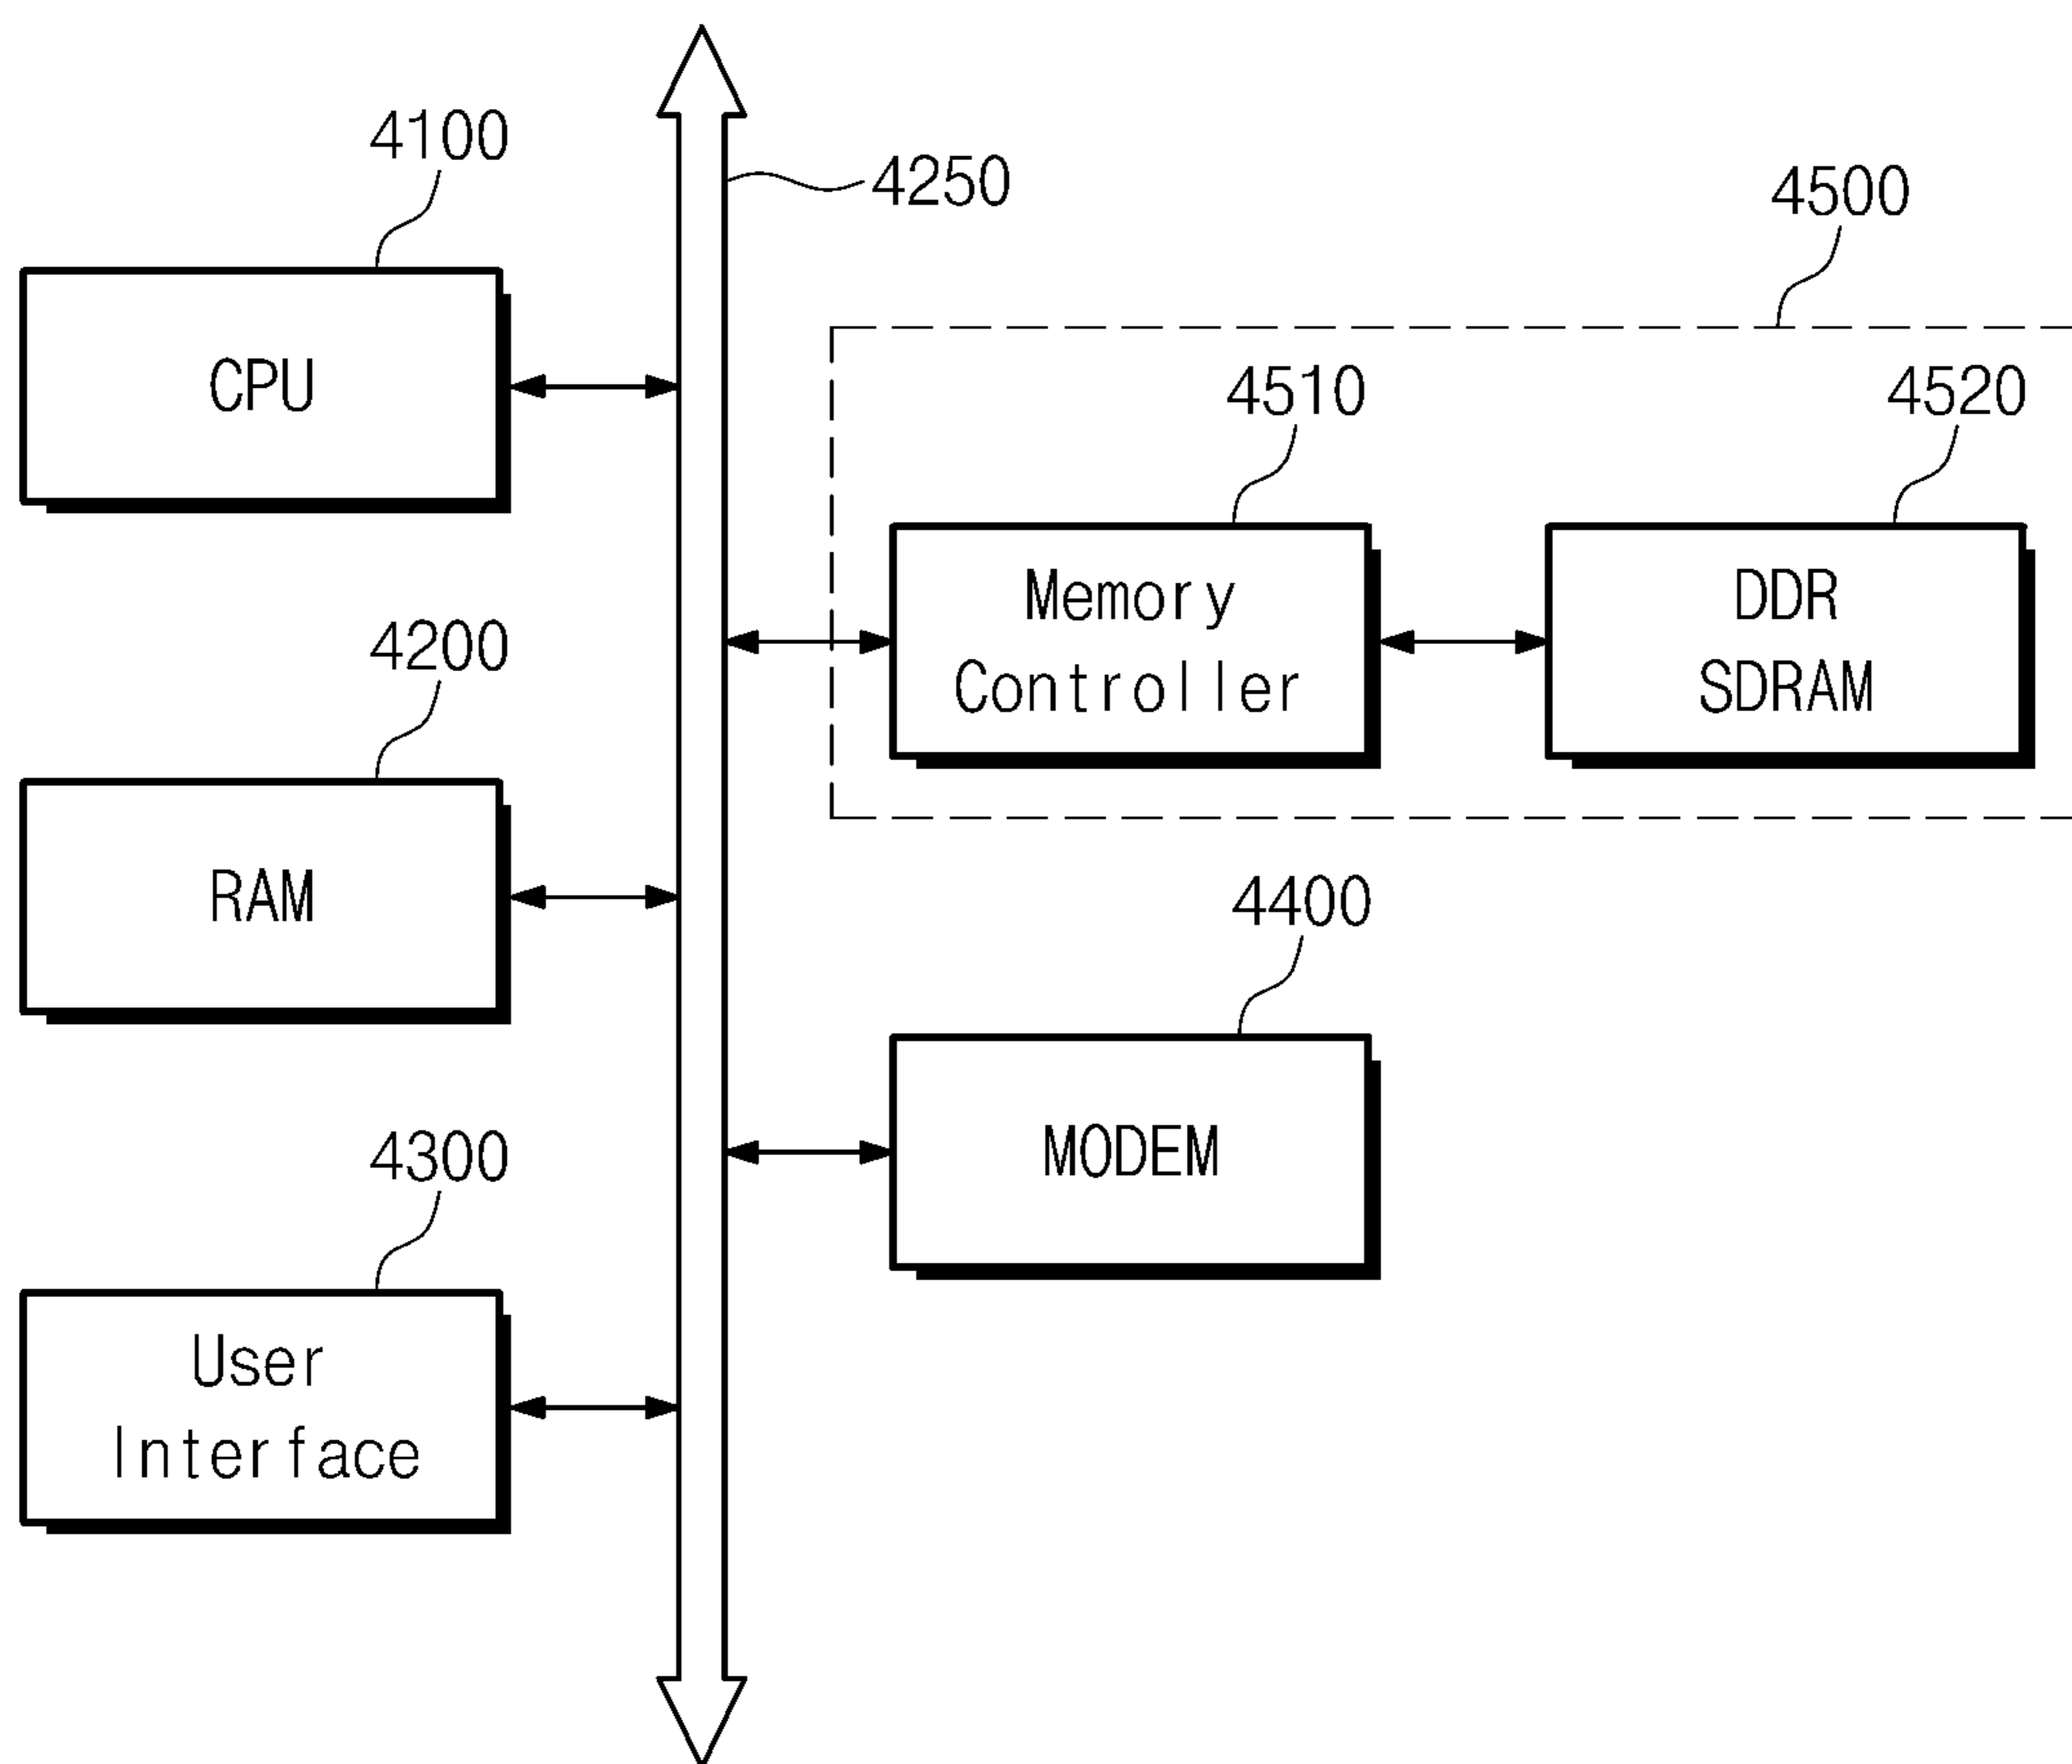 4100
4250
4500
CPU
4510
4520
Memory
Controller
DDR
SDRAM
4200
RAM
4400
MODEM
4300
User
Interface